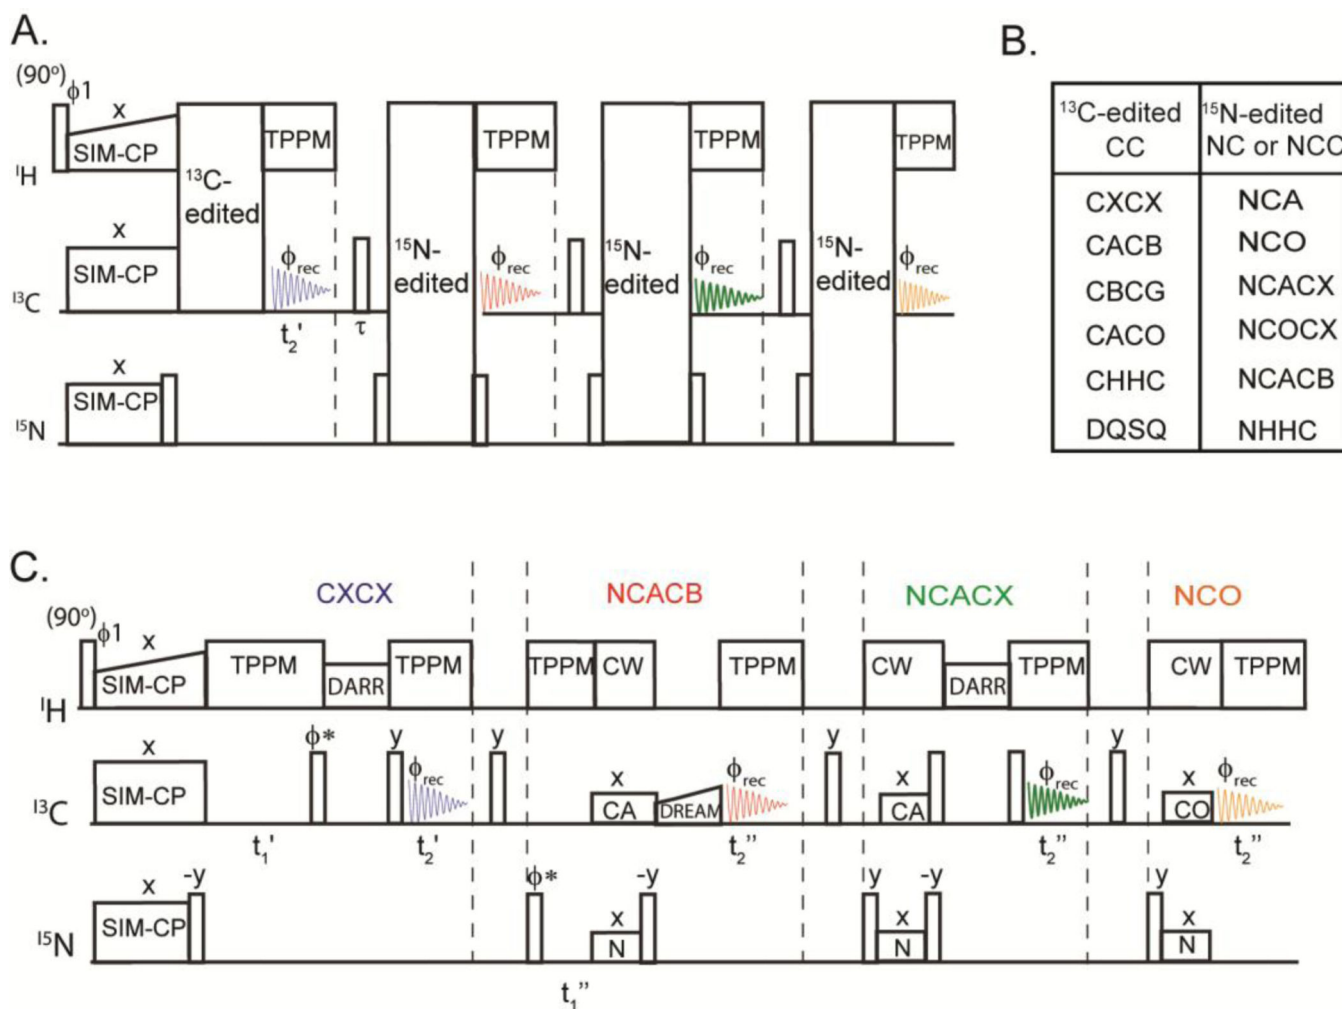 A.
(90°) ϕ1
x
SIM-CP
TPPM
TPPM
TPPM
TPPM
¹H
¹³C-
edited
x
SIM-CP
ϕrec
¹⁵N-
edited
ϕrec
¹⁵N-
edited
ϕrec
¹⁵N-
edited
ϕrec
¹³C
t₂'
τ
x
SIM-CP
¹⁵N
B.
¹³C-edited
CC
¹⁵N-edited
NC or NCC
CXCX NCA
CACB NCO
CBCG NCACX
CACO NCOCX
CHHC NCACB
DQSQ NHHC
C.
CXCX NCACB NCACX NCO
(90°) ϕ1
x
SIM-CP
TPPM
DARR
TPPM
TPPM
CW
TPPM
CW
DARR
TPPM
CW
TPPM
¹H
x
SIM-CP
ϕ*
y
ϕrec
y
x
CA
DREAM
ϕrec
y
x
CA
ϕrec
y
x
CO
ϕrec
¹³C
t₁' t₂' t₂'' t₂'' t₂''
x
SIM-CP
-y
ϕ*
x
N
-y
y
x
N
-y
y
x
N
¹⁵N
t₁''